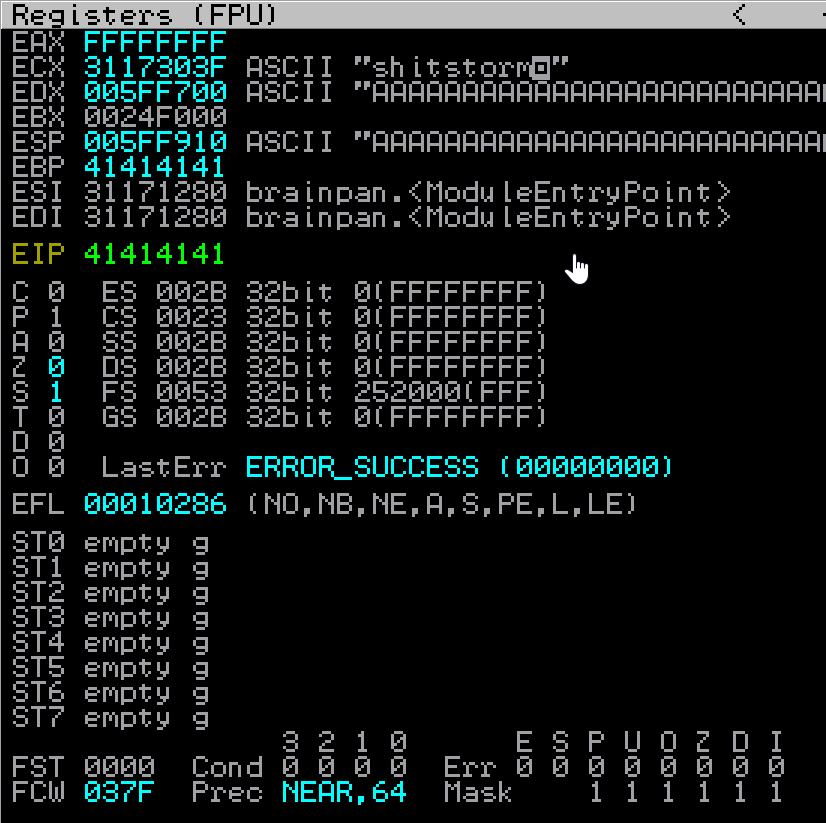 Registers (FPU) <
EAX FFFFFFFF
ECX 3117303F ASCII "shitstorm◘"
EDX 005FF700 ASCII "AAAAAAAAAAAAAAAAAAAAAAAAA
EBX 0024F000
ESP 005FF910 ASCII "AAAAAAAAAAAAAAAAAAAAAAAAA
EBP 41414141
ESI 31171280 brainpan.<ModuleEntryPoint>
EDI 31171280 brainpan.<ModuleEntryPoint>
EIP 41414141
C 0 ES 002B 32bit 0(FFFFFFFF)
P 1 CS 0023 32bit 0(FFFFFFFF)
A 0 SS 002B 32bit 0(FFFFFFFF)
Z 0 DS 002B 32bit 0(FFFFFFFF)
S 1 FS 0053 32bit 252000(FFF)
T 0 GS 002B 32bit 0(FFFFFFFF)
D 0
O 0 LastErr ERROR_SUCCESS (00000000)
EFL 00010286 (NO,NB,NE,A,S,PE,L,LE)
ST0 empty g
ST1 empty g
ST2 empty g
ST3 empty g
ST4 empty g
ST5 empty g
ST6 empty g
ST7 empty g
3 2 1 0 E S P U O Z D I
FST 0000 Cond 0 0 0 0 Err 0 0 0 0 0 0 0 0
FCW 037F Prec NEAR,64 Mask 1 1 1 1 1 1